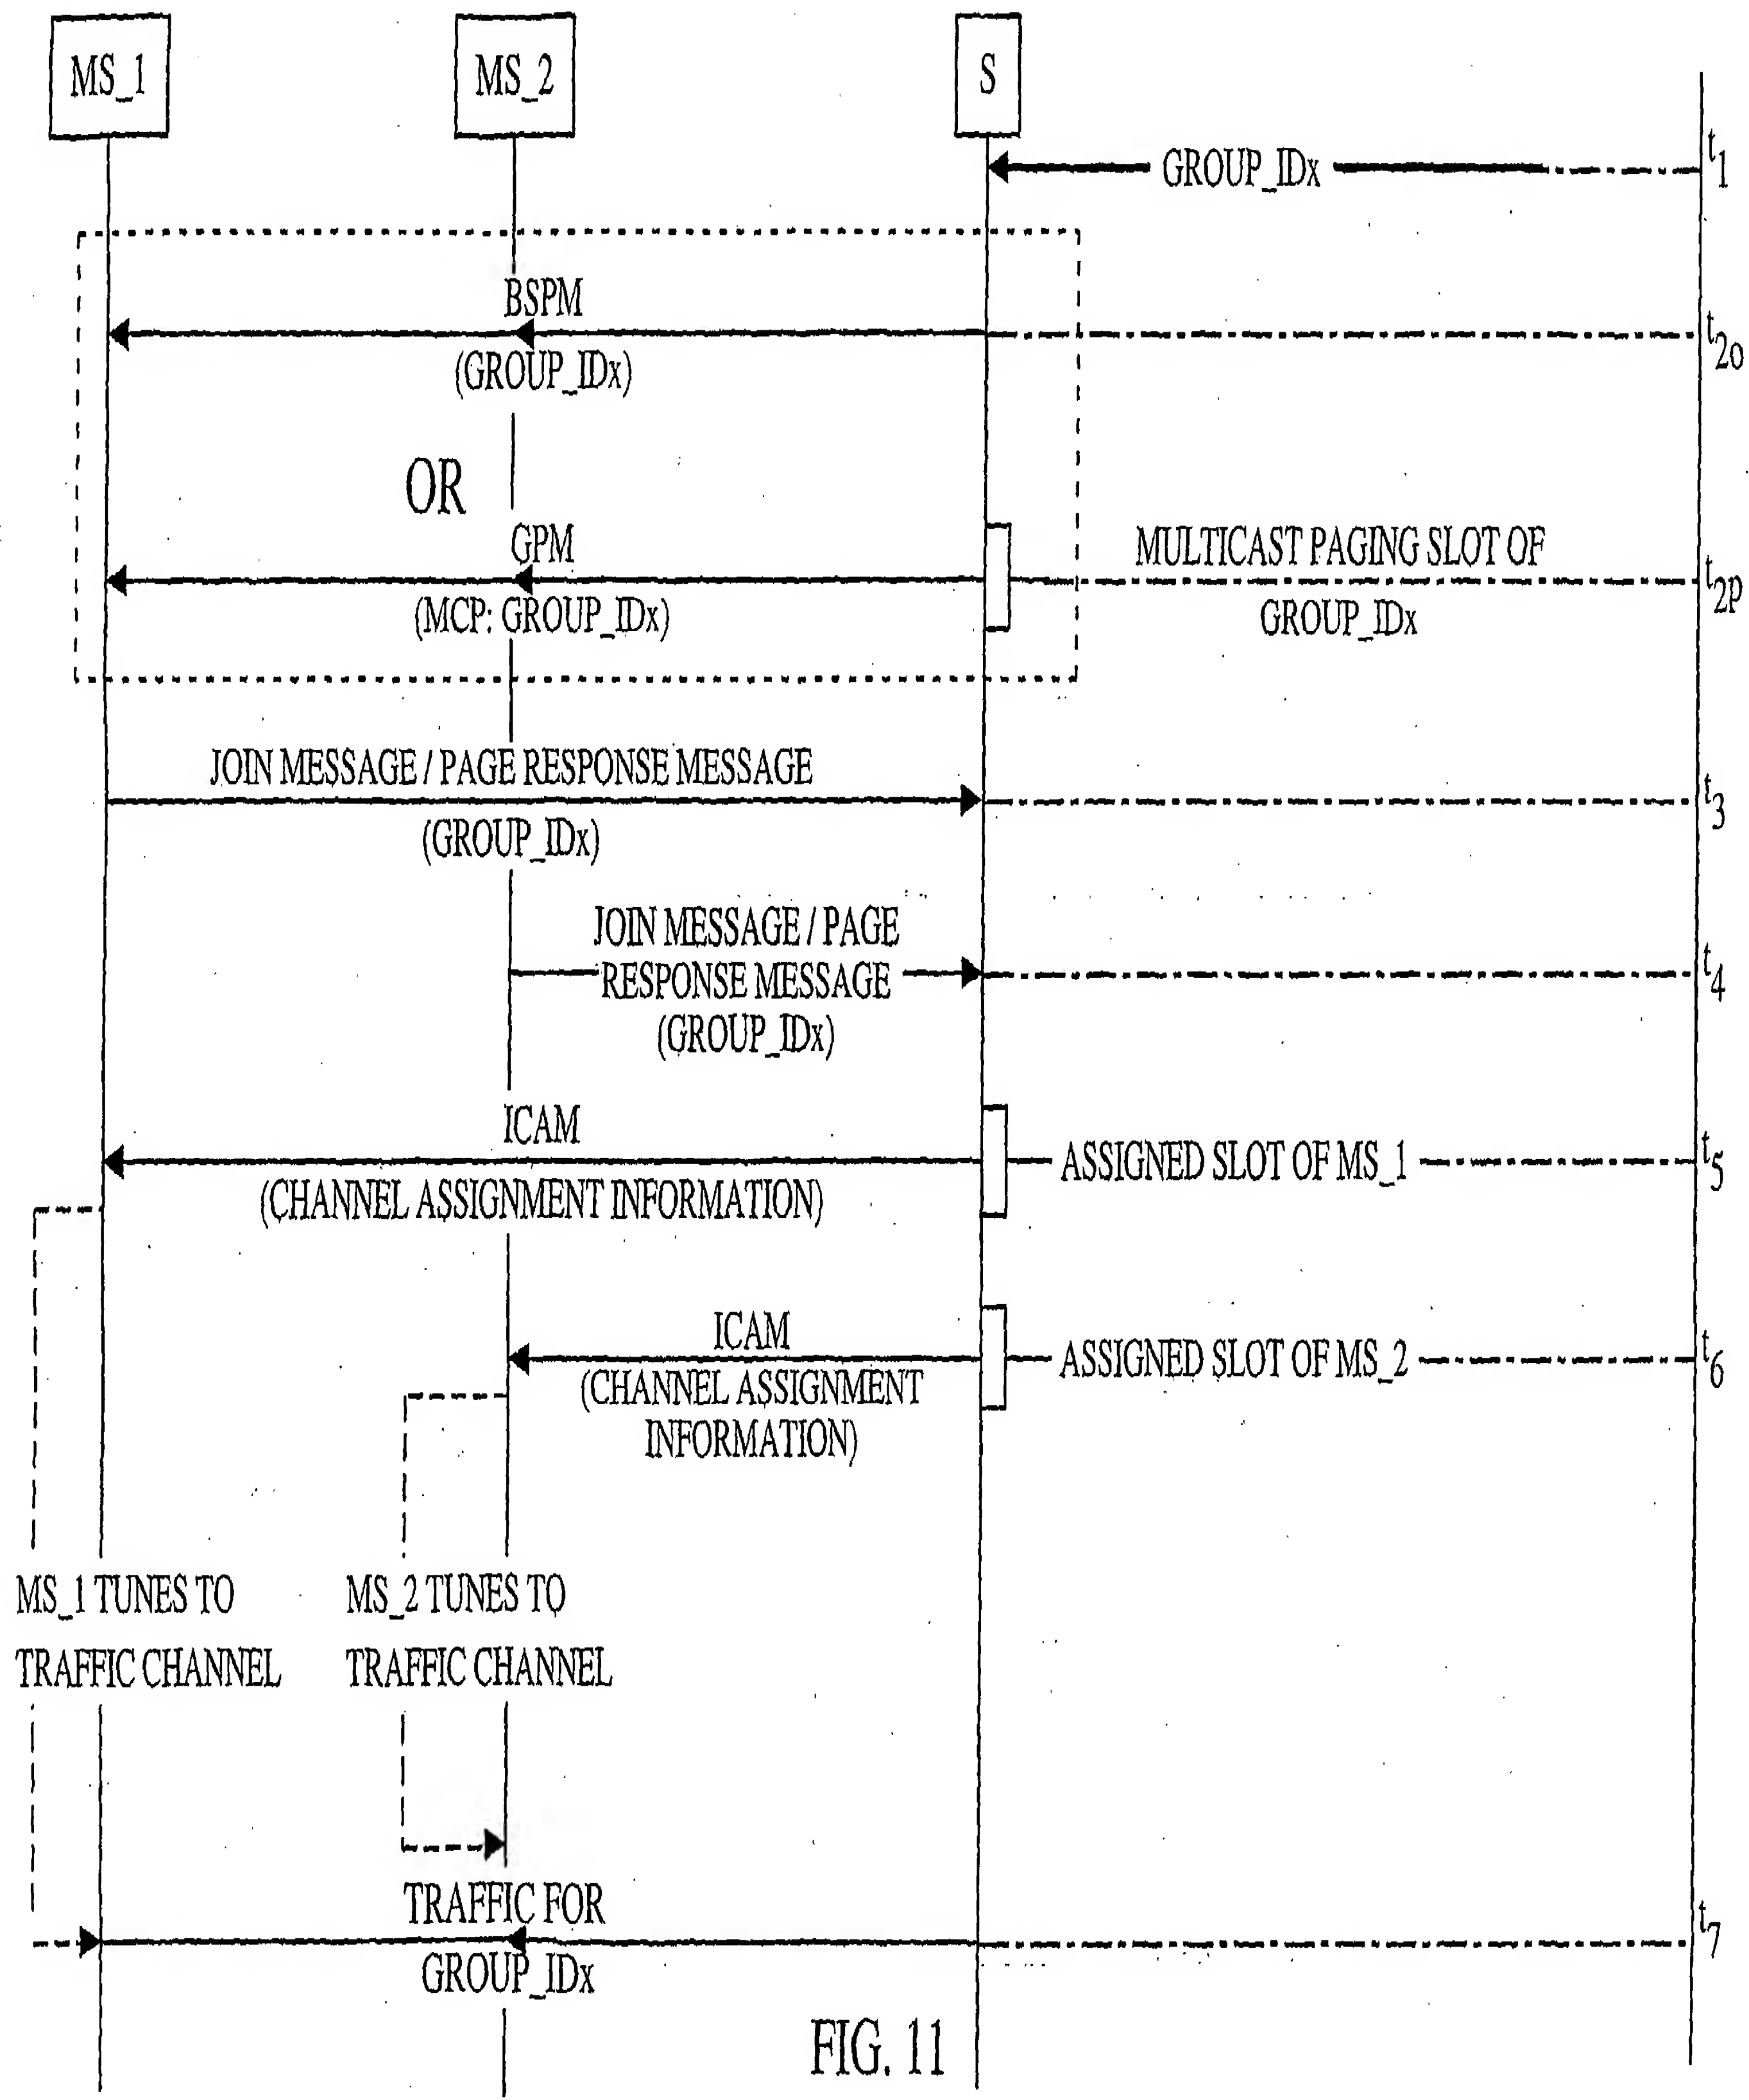 MS_1
MS_2
S
GROUP_IDx
t1
BSPM
(GROUP_IDx)
t2o
OR
GPM
(MCP: GROUP_IDx)
MULTICAST PAGING SLOT OF
GROUP_IDx
t2p
JOIN MESSAGE / PAGE RESPONSE MESSAGE
(GROUP_IDx)
t3
JOIN MESSAGE / PAGE
RESPONSE MESSAGE
(GROUP_IDx)
t4
ICAM
(CHANNEL ASSIGNMENT INFORMATION)
ASSIGNED SLOT OF MS_1
t5
ICAM
(CHANNEL ASSIGNMENT
INFORMATION)
ASSIGNED SLOT OF MS_2
t6
MS_1 TUNES TO
TRAFFIC CHANNEL
MS_2 TUNES TO
TRAFFIC CHANNEL
TRAFFIC FOR
GROUP_IDx
t7
FIG. 11